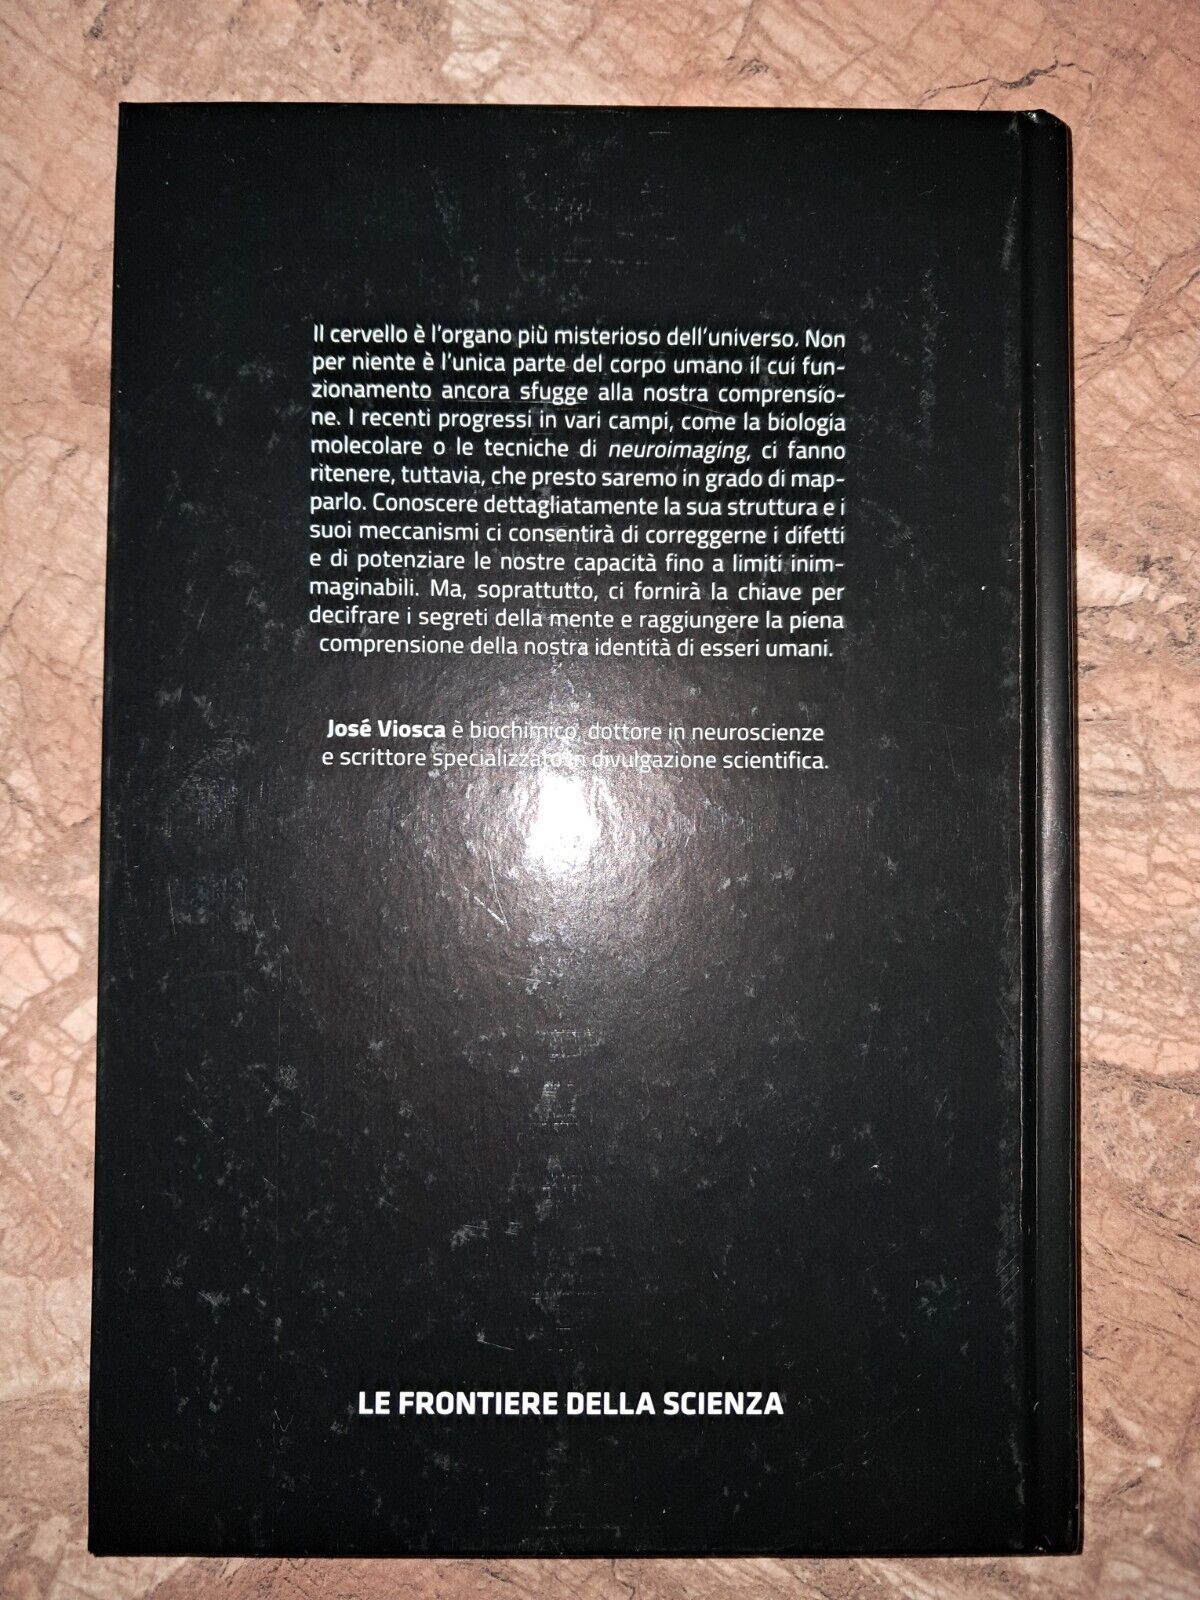 Il cervello è l'organo più misterioso dell'universo. Non
per niente è l'unica parte del corpo umano il cui fun-
zionamento ancora sfugge alla nostra comprensio-
ne. I recenti progressi in vari campi, come la biologia
molecolare o le tecniche di neuroimaging, ci fanno
ritenere, tuttavia, che presto saremo in grado di map-
parlo. Conoscere dettagliatamente la sua struttura e i
suoi meccanismi ci consentirà di correggerne i difetti
e di potenziare le nostre capacità fino a limiti inim-
maginabili. Ma, soprattutto, ci fornirà la chiave per
decifrare i segreti della mente e raggiungere la piena
comprensione della nostra identità di esseri umani.
José Viosca è biochimico, dottore in neuroscienze
e scrittore specializzato in divulgazione scientifica.
LE FRONTIERE DELLA SCIENZA